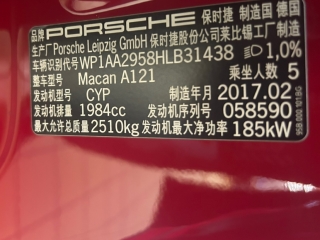 品牌 PORSCHE 保时捷 制造国 德国
生产厂 Porsche Leipzig GmbH 保时捷股份公司莱比锡工厂制造
车辆识别代号 WP1AA2958HLB31438 1,0%
整车型号 Macan A121 乘坐人数 5
发动机型号 CYP 制造年月 2017.02
发动机排量 1984cc 发动机序列号 058590
最大允许总质量 2510kg 发动机最大净功率 185kW
95B 000 101 BG